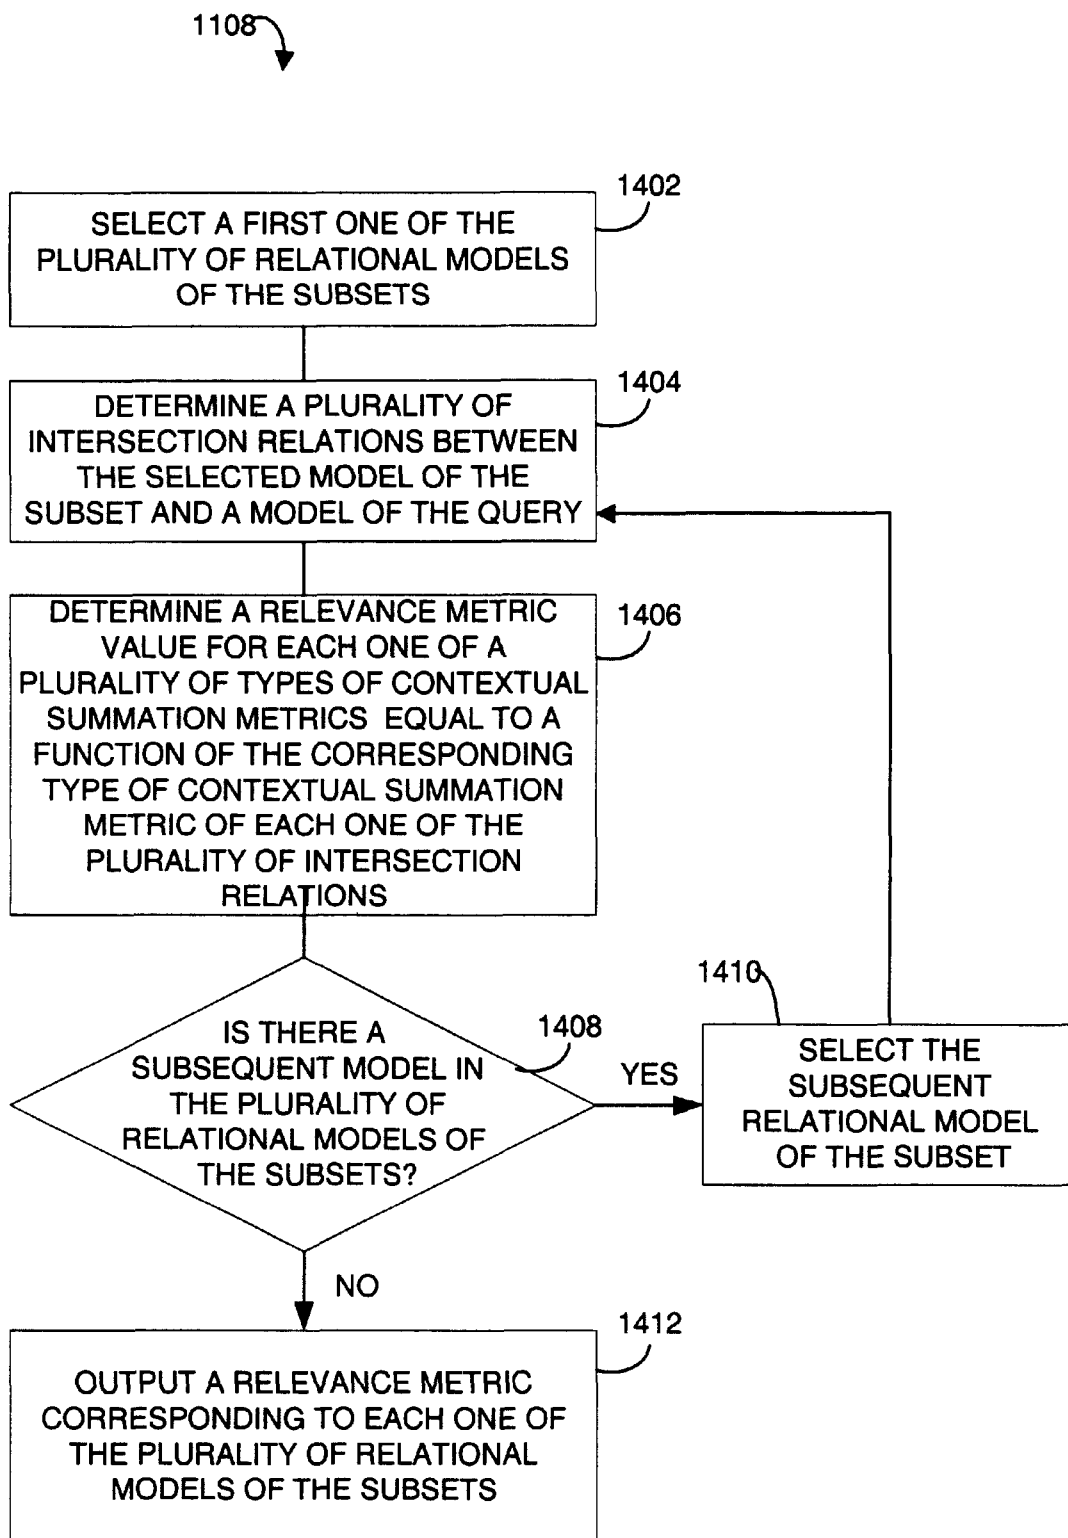 1108
1402
SELECT A FIRST ONE OF THE
PLURALITY OF RELATIONAL MODELS
OF THE SUBSETS
1404
DETERMINE A PLURALITY OF
INTERSECTION RELATIONS BETWEEN
THE SELECTED MODEL OF THE
SUBSET AND A MODEL OF THE QUERY
1406
DETERMINE A RELEVANCE METRIC
VALUE FOR EACH ONE OF A
PLURALITY OF TYPES OF CONTEXTUAL
SUMMATION METRICS EQUAL TO A
FUNCTION OF THE CORRESPONDING
TYPE OF CONTEXTUAL SUMMATION
METRIC OF EACH ONE OF THE
PLURALITY OF INTERSECTION
RELATIONS
1408
IS THERE A
SUBSEQUENT MODEL IN
THE PLURALITY OF
RELATIONAL MODELS OF
THE SUBSETS?
YES
1410
SELECT THE
SUBSEQUENT
RELATIONAL MODEL
OF THE SUBSET
NO
1412
OUTPUT A RELEVANCE METRIC
CORRESPONDING TO EACH ONE OF
THE PLURALITY OF RELATIONAL
MODELS OF THE SUBSETS